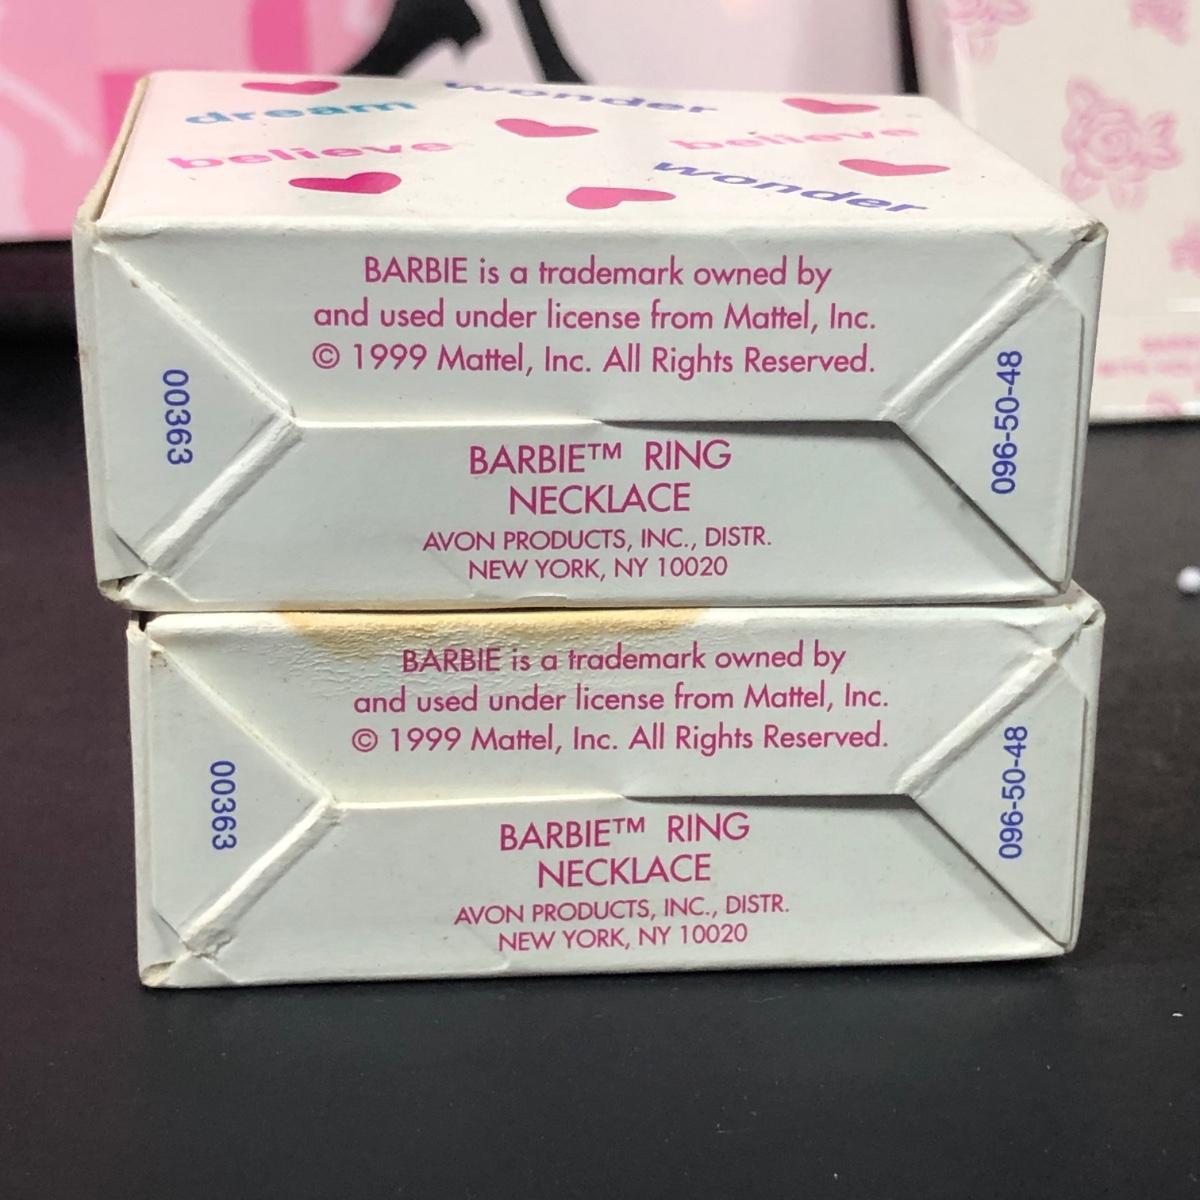 dream
wonder
believe
believe
wonder
BARBIE is a trademark owned by
and used under license from Mattel, Inc.
© 1999 Mattel, Inc. All Rights Reserved.
00363
096-50-48
BARBIE™ RING
NECKLACE
AVON PRODUCTS, INC., DISTR.
NEW YORK, NY 10020
BARBIE is a trademark owned by
and used under license from Mattel, Inc.
© 1999 Mattel, Inc. All Rights Reserved.
00363
096-50-48
BARBIE™ RING
NECKLACE
AVON PRODUCTS, INC., DISTR.
NEW YORK, NY 10020